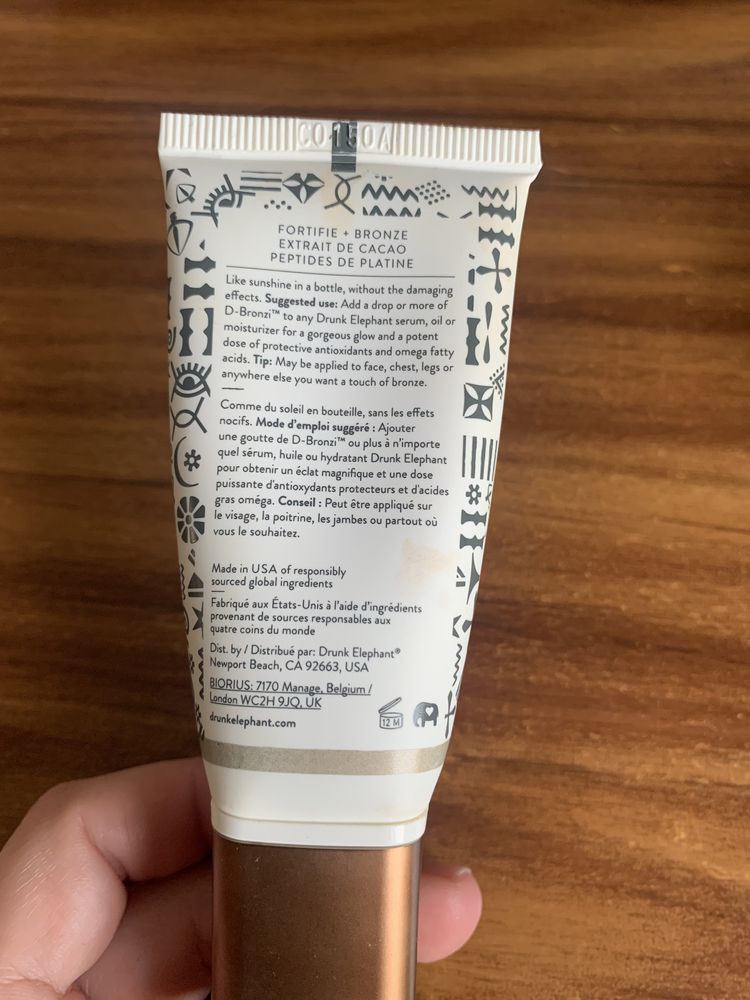 CO150A
FORTIFIE + BRONZE
EXTRAIT DE CACAO
PEPTIDES DE PLATINE
Like sunshine in a bottle, without the damaging
effects. Suggested use: Add a drop or more of
D-Bronzi™ to any Drunk Elephant serum, oil or
moisturizer for a gorgeous glow and a potent
dose of protective antioxidants and omega fatty
acids. Tip: May be applied to face, chest, legs or
anywhere else you want a touch of bronze.
Comme du soleil en bouteille, sans les effets
nocifs. Mode d'emploi suggéré : Ajouter
une goutte de D-Bronzi™ ou plus à n'importe
quel sérum, huile ou hydratant Drunk Elephant
pour obtenir un éclat magnifique et une dose
puissante d'antioxydants protecteurs et d'acides
gras oméga. Conseil : Peut être appliqué sur
le visage, la poitrine, les jambes ou partout où
vous le souhaitez.
Made in USA of responsibly
sourced global ingredients
Fabriqué aux États-Unis à l'aide d'ingrédients
provenant de sources responsables aux
quatre coins du monde
Dist. by / Distribué par: Drunk Elephant®
Newport Beach, CA 92663, USA
BIORIUS: 7170 Manage, Belgium /
London WC2H 9JQ, UK
drunkelephant.com
12 M